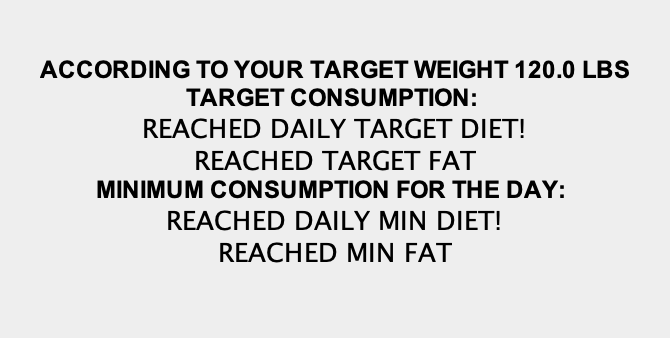 ACCORDING TO YOUR TARGET WEIGHT 120.0 LBS
TARGET CONSUMPTION:
REACHED DAILY TARGET DIET!
REACHED TARGET FAT
MINIMUM CONSUMPTION FOR THE DAY:
REACHED DAILY MIN DIET!
REACHED MIN FAT